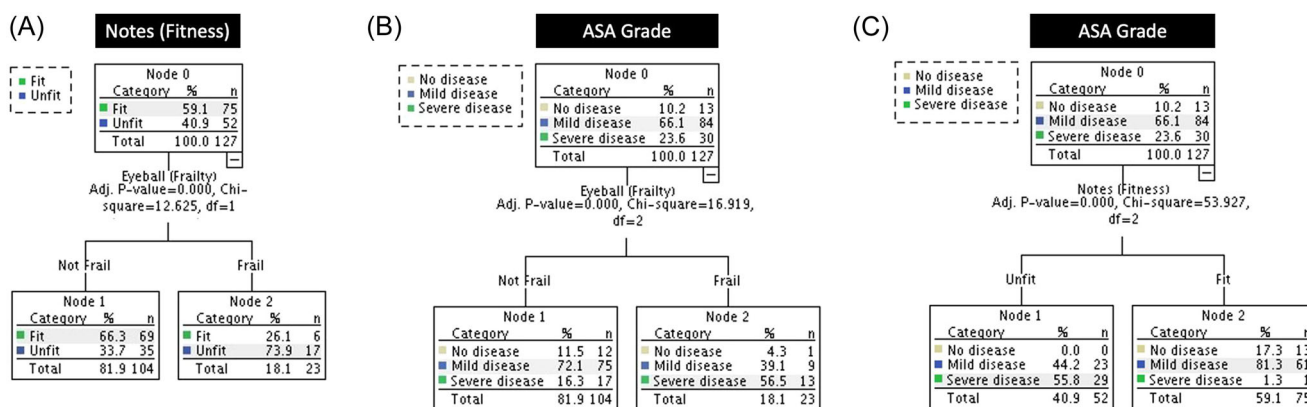 (A)
Notes (Fitness)
Fit
Unfit
Node 0
Category % n
Fit 59.1 75
Unfit 40.9 52
Total 100.0 127
Eyeball (Frailty)
Adj. P-value=0.000, Chi-
square=12.625, df=1
Not Frail
Frail
Node 1
Category % n
Fit 66.3 69
Unfit 33.7 35
Total 81.9 104
Node 2
Category % n
Fit 26.1 6
Unfit 73.9 17
Total 18.1 23
(B)
ASA Grade
No disease
Mild disease
Severe disease
Node 0
Category % n
No disease 10.2 13
Mild disease 66.1 84
Severe disease 23.6 30
Total 100.0 127
Eyeball (Frailty)
Adj. P-value=0.000, Chi-square=16.919,
df=2
Not Frail
Frail
Node 1
Category % n
No disease 11.5 12
Mild disease 72.1 75
Severe disease 16.3 17
Total 81.9 104
Node 2
Category % n
No disease 4.3 1
Mild disease 39.1 9
Severe disease 56.5 13
Total 18.1 23
(C)
ASA Grade
No disease
Mild disease
Severe disease
Node 0
Category % n
No disease 10.2 13
Mild disease 66.1 84
Severe disease 23.6 30
Total 100.0 127
Notes (Fitness)
Adj. P-value=0.000, Chi-square=53.927,
df=2
Unfit
Fit
Node 1
Category % n
No disease 0.0 0
Mild disease 44.2 23
Severe disease 55.8 29
Total 40.9 52
Node 2
Category % n
No disease 17.3 13
Mild disease 81.3 61
Severe disease 1.3 1
Total 59.1 75